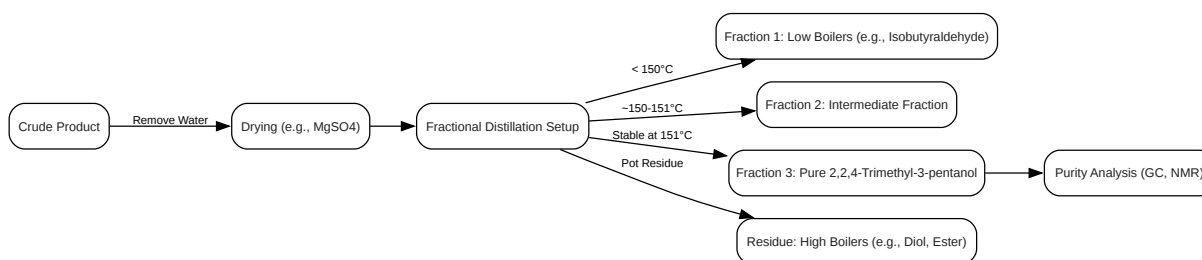 Fraction 1: Low Boilers (e.g., Isobutyraldehyde)
< 150°C
~150-151°C
Fraction 2: Intermediate Fraction
Crude Product
Remove Water
Drying (e.g., MgSO4)
Fractional Distillation Setup
Stable at 151°C
Pot Residue
Fraction 3: Pure 2,2,4-Trimethyl-3-pentanol
Purity Analysis (GC, NMR)
Residue: High Boilers (e.g., Diol, Ester)